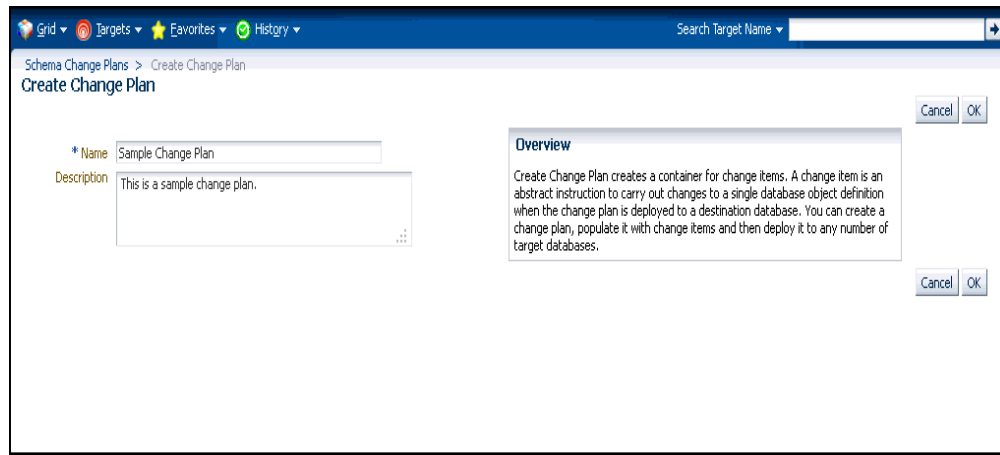 Grid Targets Favorites History Search Target Name
Schema Change Plans > Create Change Plan
Create Change Plan
Cancel OK
* Name Sample Change Plan
Description This is a sample change plan.
Overview
Create Change Plan creates a container for change items. A change item is an
abstract instruction to carry out changes to a single database object definition
when the change plan is deployed to a destination database. You can create a
change plan, populate it with change items and then deploy it to any number of
target databases.
Cancel OK